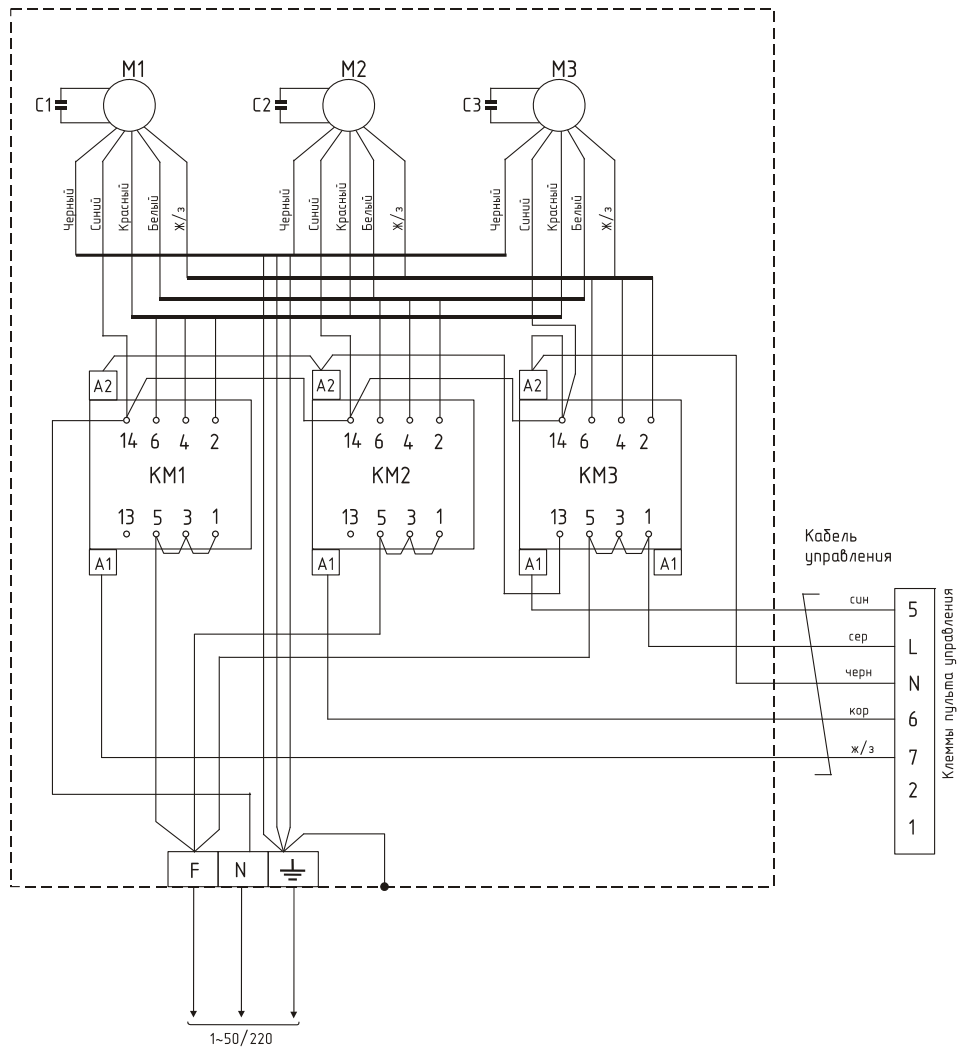 M1 M2 M3
C1 C2 C3
Черный Синий Красный Белый Ж/з
Черный Синий Красный Белый Ж/з
Черный Синий Красный Белый Ж/з
A2 A2 A2
14 6 4 2 14 6 4 2 14 6 4 2
KM1 KM2 KM3
13 5 3 1 13 5 3 1 13 5 3 1
A1 A1 A1 A1
Кабель
управления
син 5
сер L
черн N
кор 6
ж/з 7
2
1
Клеммы пульта управления
F N
1~50/220